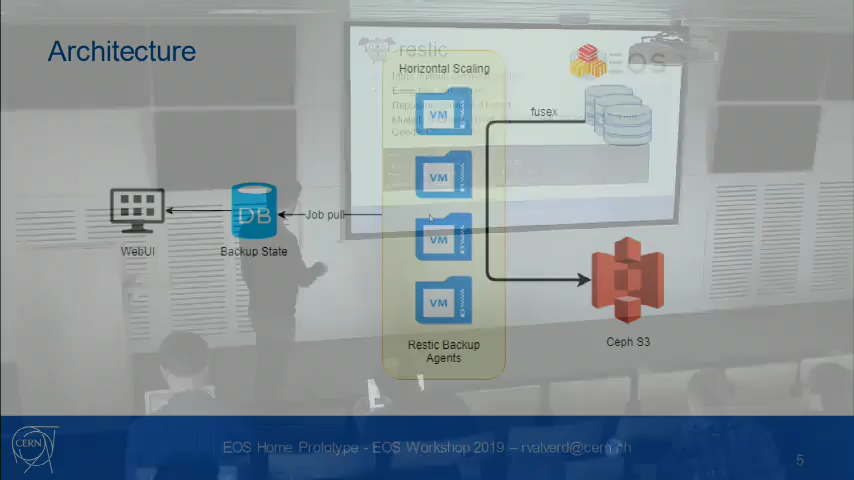 Architecture
restic
Horizontal Scaling
EOS
fusex
VM
VM
VM
VM
Job pull
DB
WebUI
Backup State
Restic Backup
Agents
Ceph S3
CERN
EOS Home Prototype - EOS Workshop 2019 – rvalverd@cern.ch
5